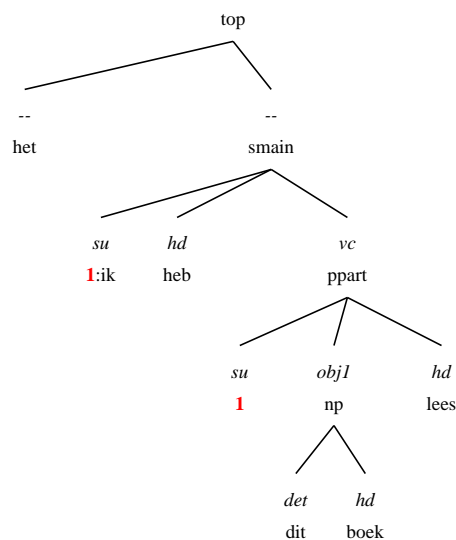 top
-- --
het smain
su hd vc
1:ik heb ppart
su obj1 hd
1 np lees
det hd
dit boek